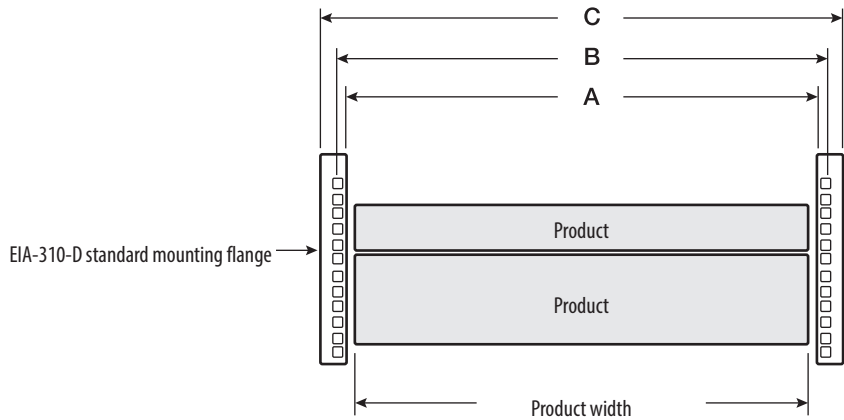 C
B
A
Product
EIA-310-D standard mounting flange
Product
Product width